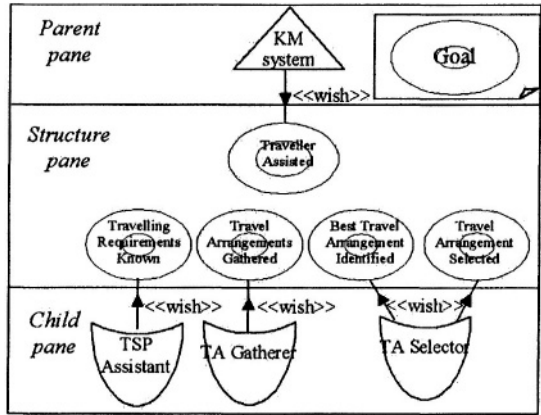 Parent
pane
KM
system
Goal
<<wish>>
Structure
pane
Traveller
Assisted
Travelling
Requirements
Known
Travel
Arrangements
Gathered
Best Travel
Arrangement
Identified
Travel
Arrangement
Selected
Child
pane
<<wish>>
<<wish>>
<<wish>>
TSP
Assistant
TA Gatherer
TA Selector